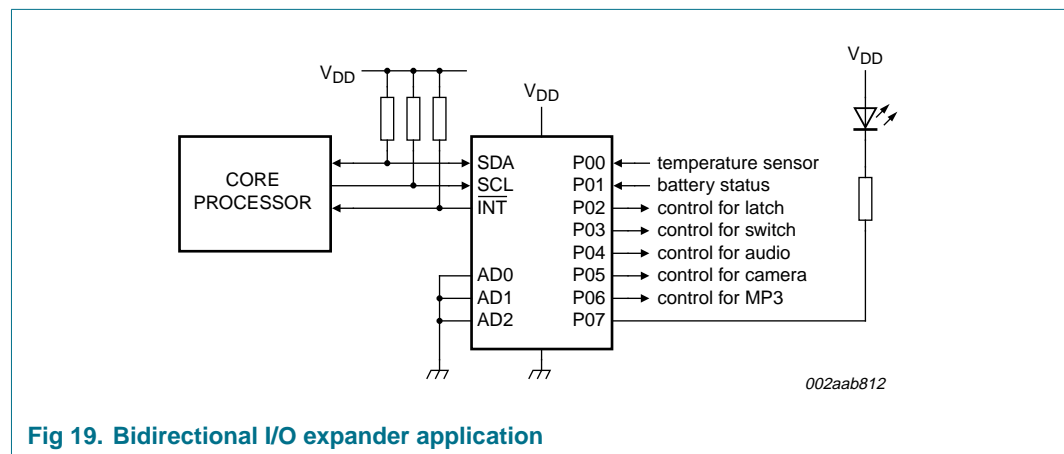 VDD
VDD
VDD
CORE
PROCESSOR
SDA
SCL
INT
AD0
AD1
AD2
P00
P01
P02
P03
P04
P05
P06
P07
temperature sensor
battery status
control for latch
control for switch
control for audio
control for camera
control for MP3
002aab812
Fig 19. Bidirectional I/O expander application